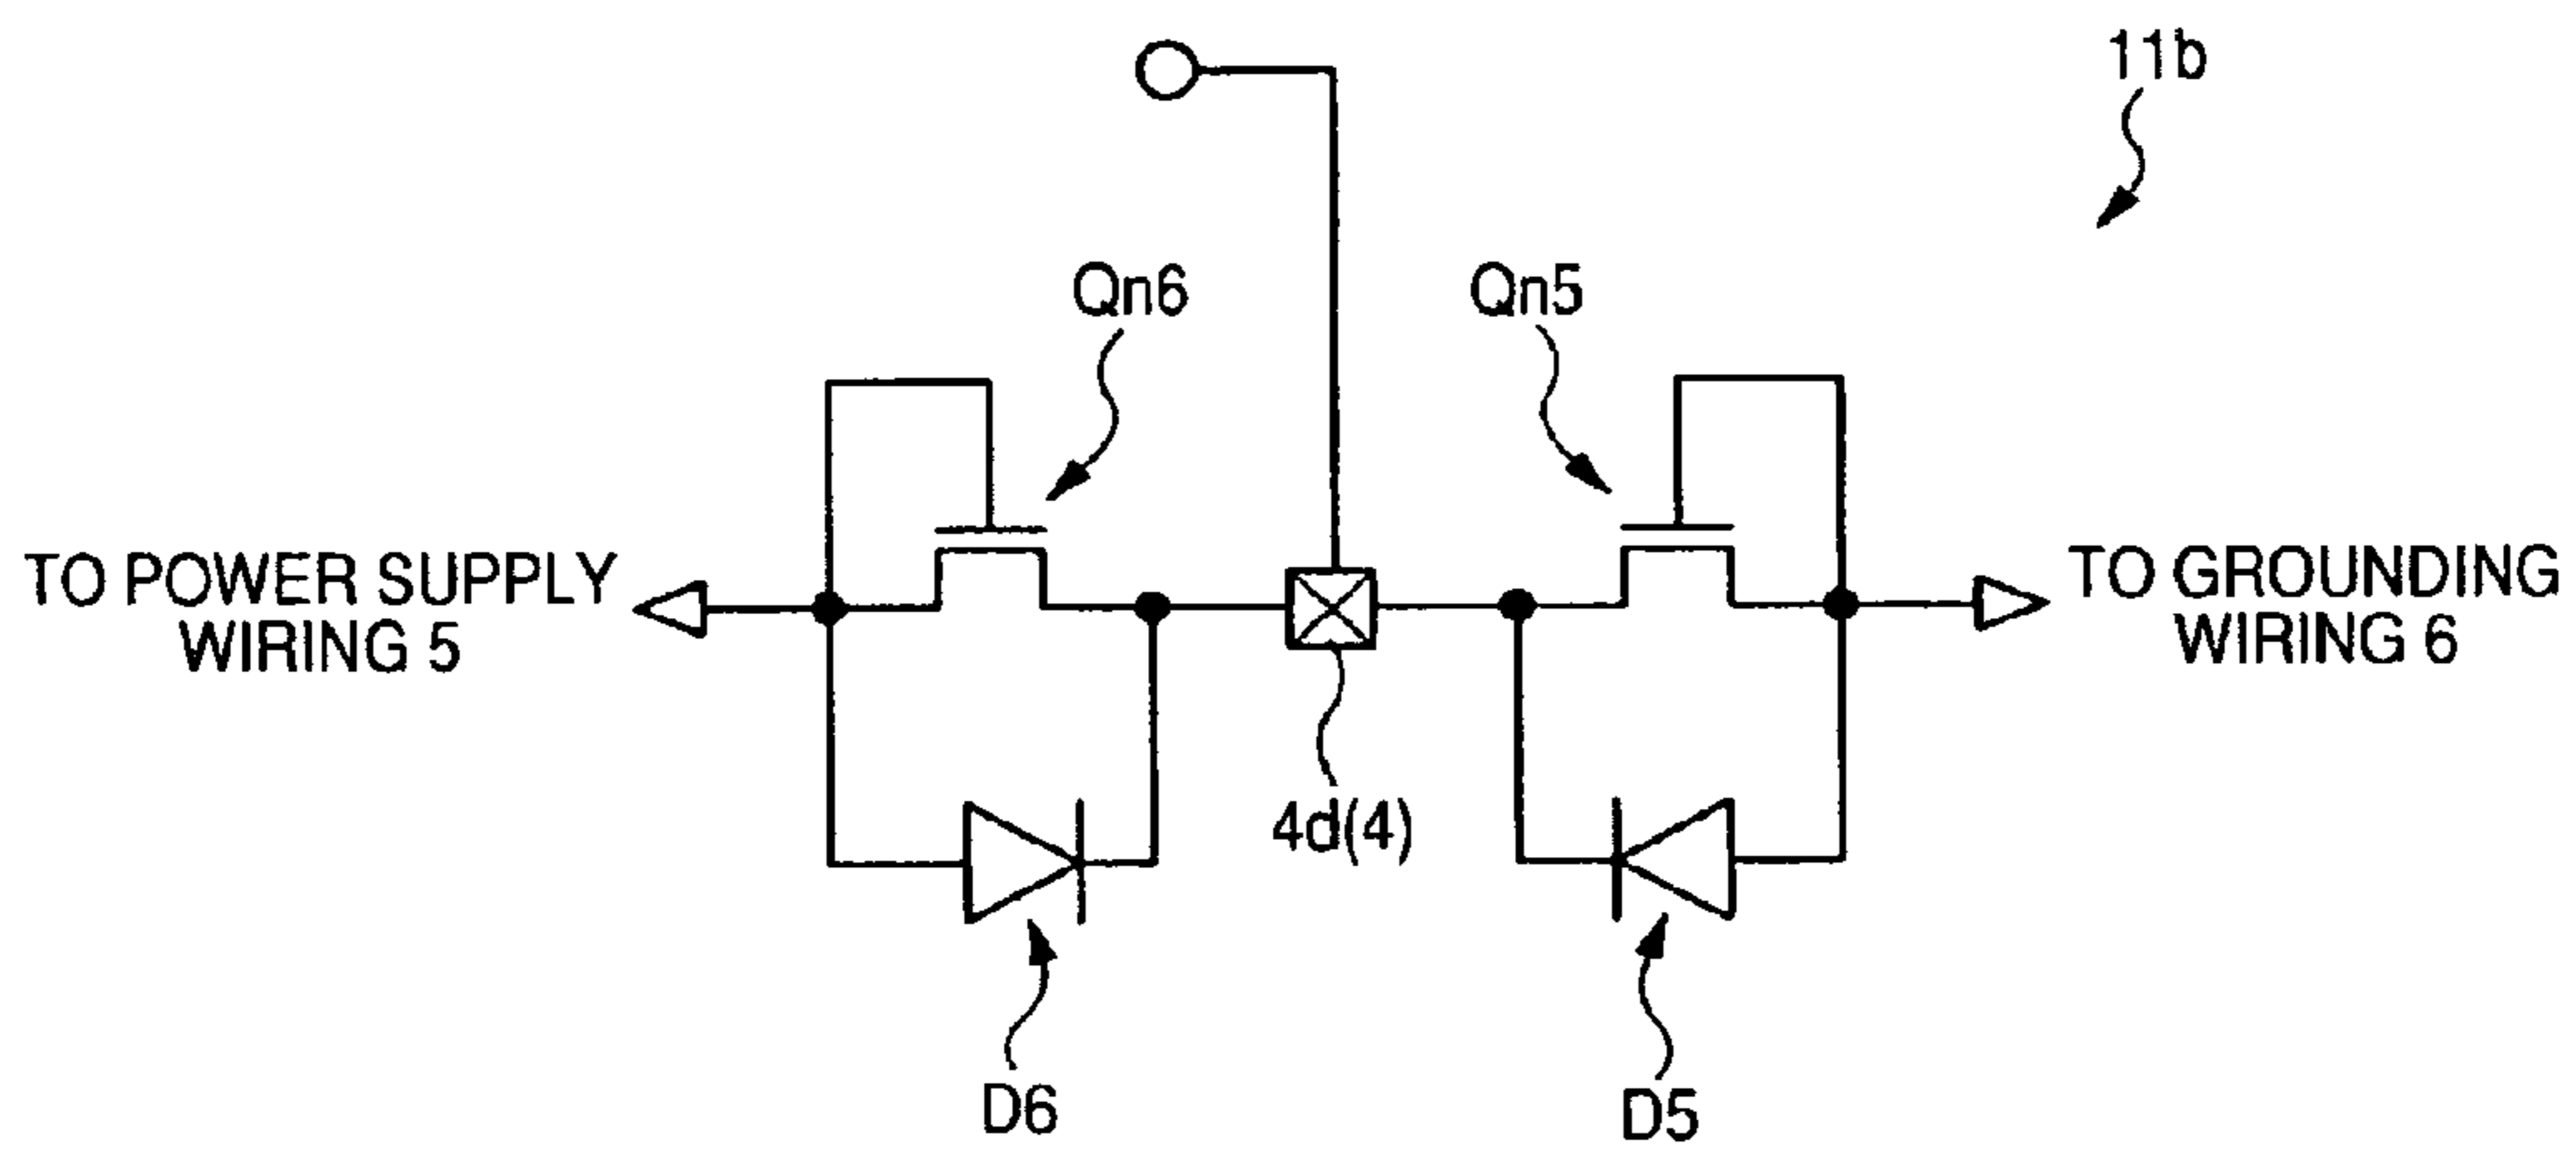 11b
Qn6
Qn5
TO POWER SUPPLY
WIRING 5
TO GROUNDING
WIRING 6
4d(4)
D6
D5